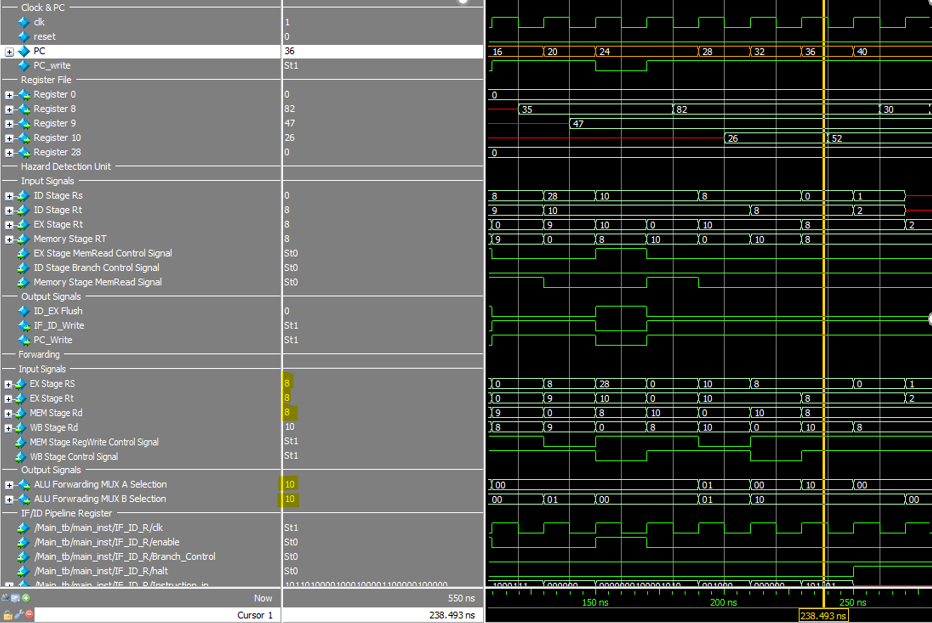 Clock & PC
clk 1
reset 0
PC 36 16 20 24 28 32 36 40
PC_write St1
Register File
Register 0 0 0
Register 8 82 35 82 30
Register 9 47 47
Register 10 26 26 52
Register 28 0 0
Hazard Detection Unit
Input Signals
ID Stage Rs 0 8 28 10 8 0 1
ID Stage Rt 8 9 10 8 2
EX Stage Rt 8 0 9 10 0 10 8 2
Memory Stage RT 8 9 0 8 10 0 10 8
EX Stage MemRead Control Signal St0
ID Stage Branch Control Signal St0
Memory Stage MemRead Signal St0
Output Signals
ID_EX Flush 0
IF_ID_Write St1
PC_Write St1
Forwarding
Input Signals
EX Stage RS 8 0 8 28 0 10 8 0 1
EX Stage Rt 8 0 9 10 0 10 8 2
MEM Stage Rd 8 9 0 8 10 0 10 8
WB Stage Rd 10 8 9 0 8 10 0 10 8
MEM Stage RegWrite Control Signal St1
WB Stage Control Signal St1
Output Signals
ALU Forwarding MUX A Selection 10 00 01 00 10 00
ALU Forwrading MUX B Selection 10 00 01 00 01 10 00
IF/ID Pipeline Register
/Main_tb/main_inst/IF_ID_R/clk St1
/Main_tb/main_inst/IF_ID_R/enable St0
/Main_tb/main_inst/IF_ID_R/Branch_Control St0
/Main_tb/main_inst/IF_ID_R/halt St0
/Main_tb/main_inst/IF_ID_R/Instruction_in
Now 550 ns 150 ns 200 ns 250 ns
Cursor 1 238.493 ns 238.493 ns